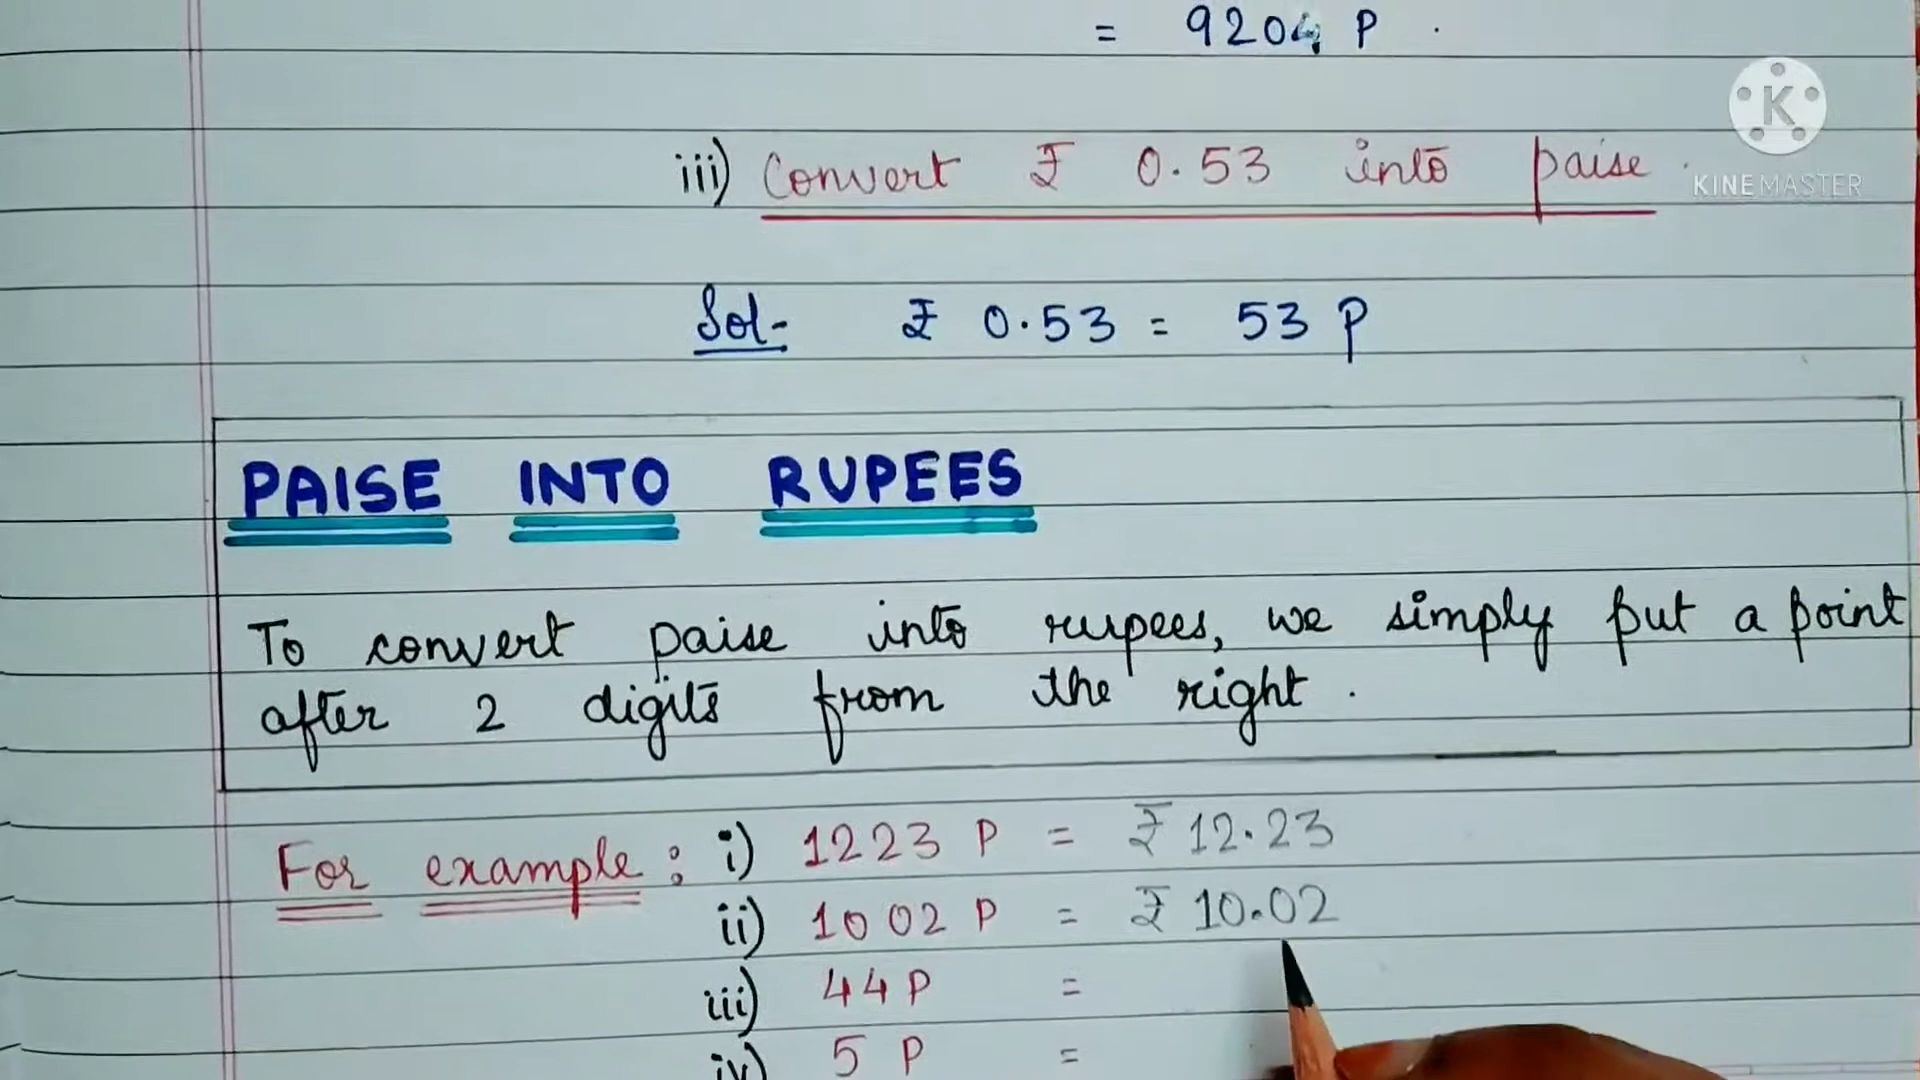 = 9204 P .
iii) Convert ₹ 0.53 into paise .
K
KINEMASTER
Sol- ₹ 0.53 = 53 P
PAISE INTO RUPEES
To convert paise into rupees, we simply put a point
after 2 digits from the right .
For example : i) 1223 P = ₹ 12.23
ii) 1002 P = ₹ 10.02
iii) 44 P =
iv) 5 P =